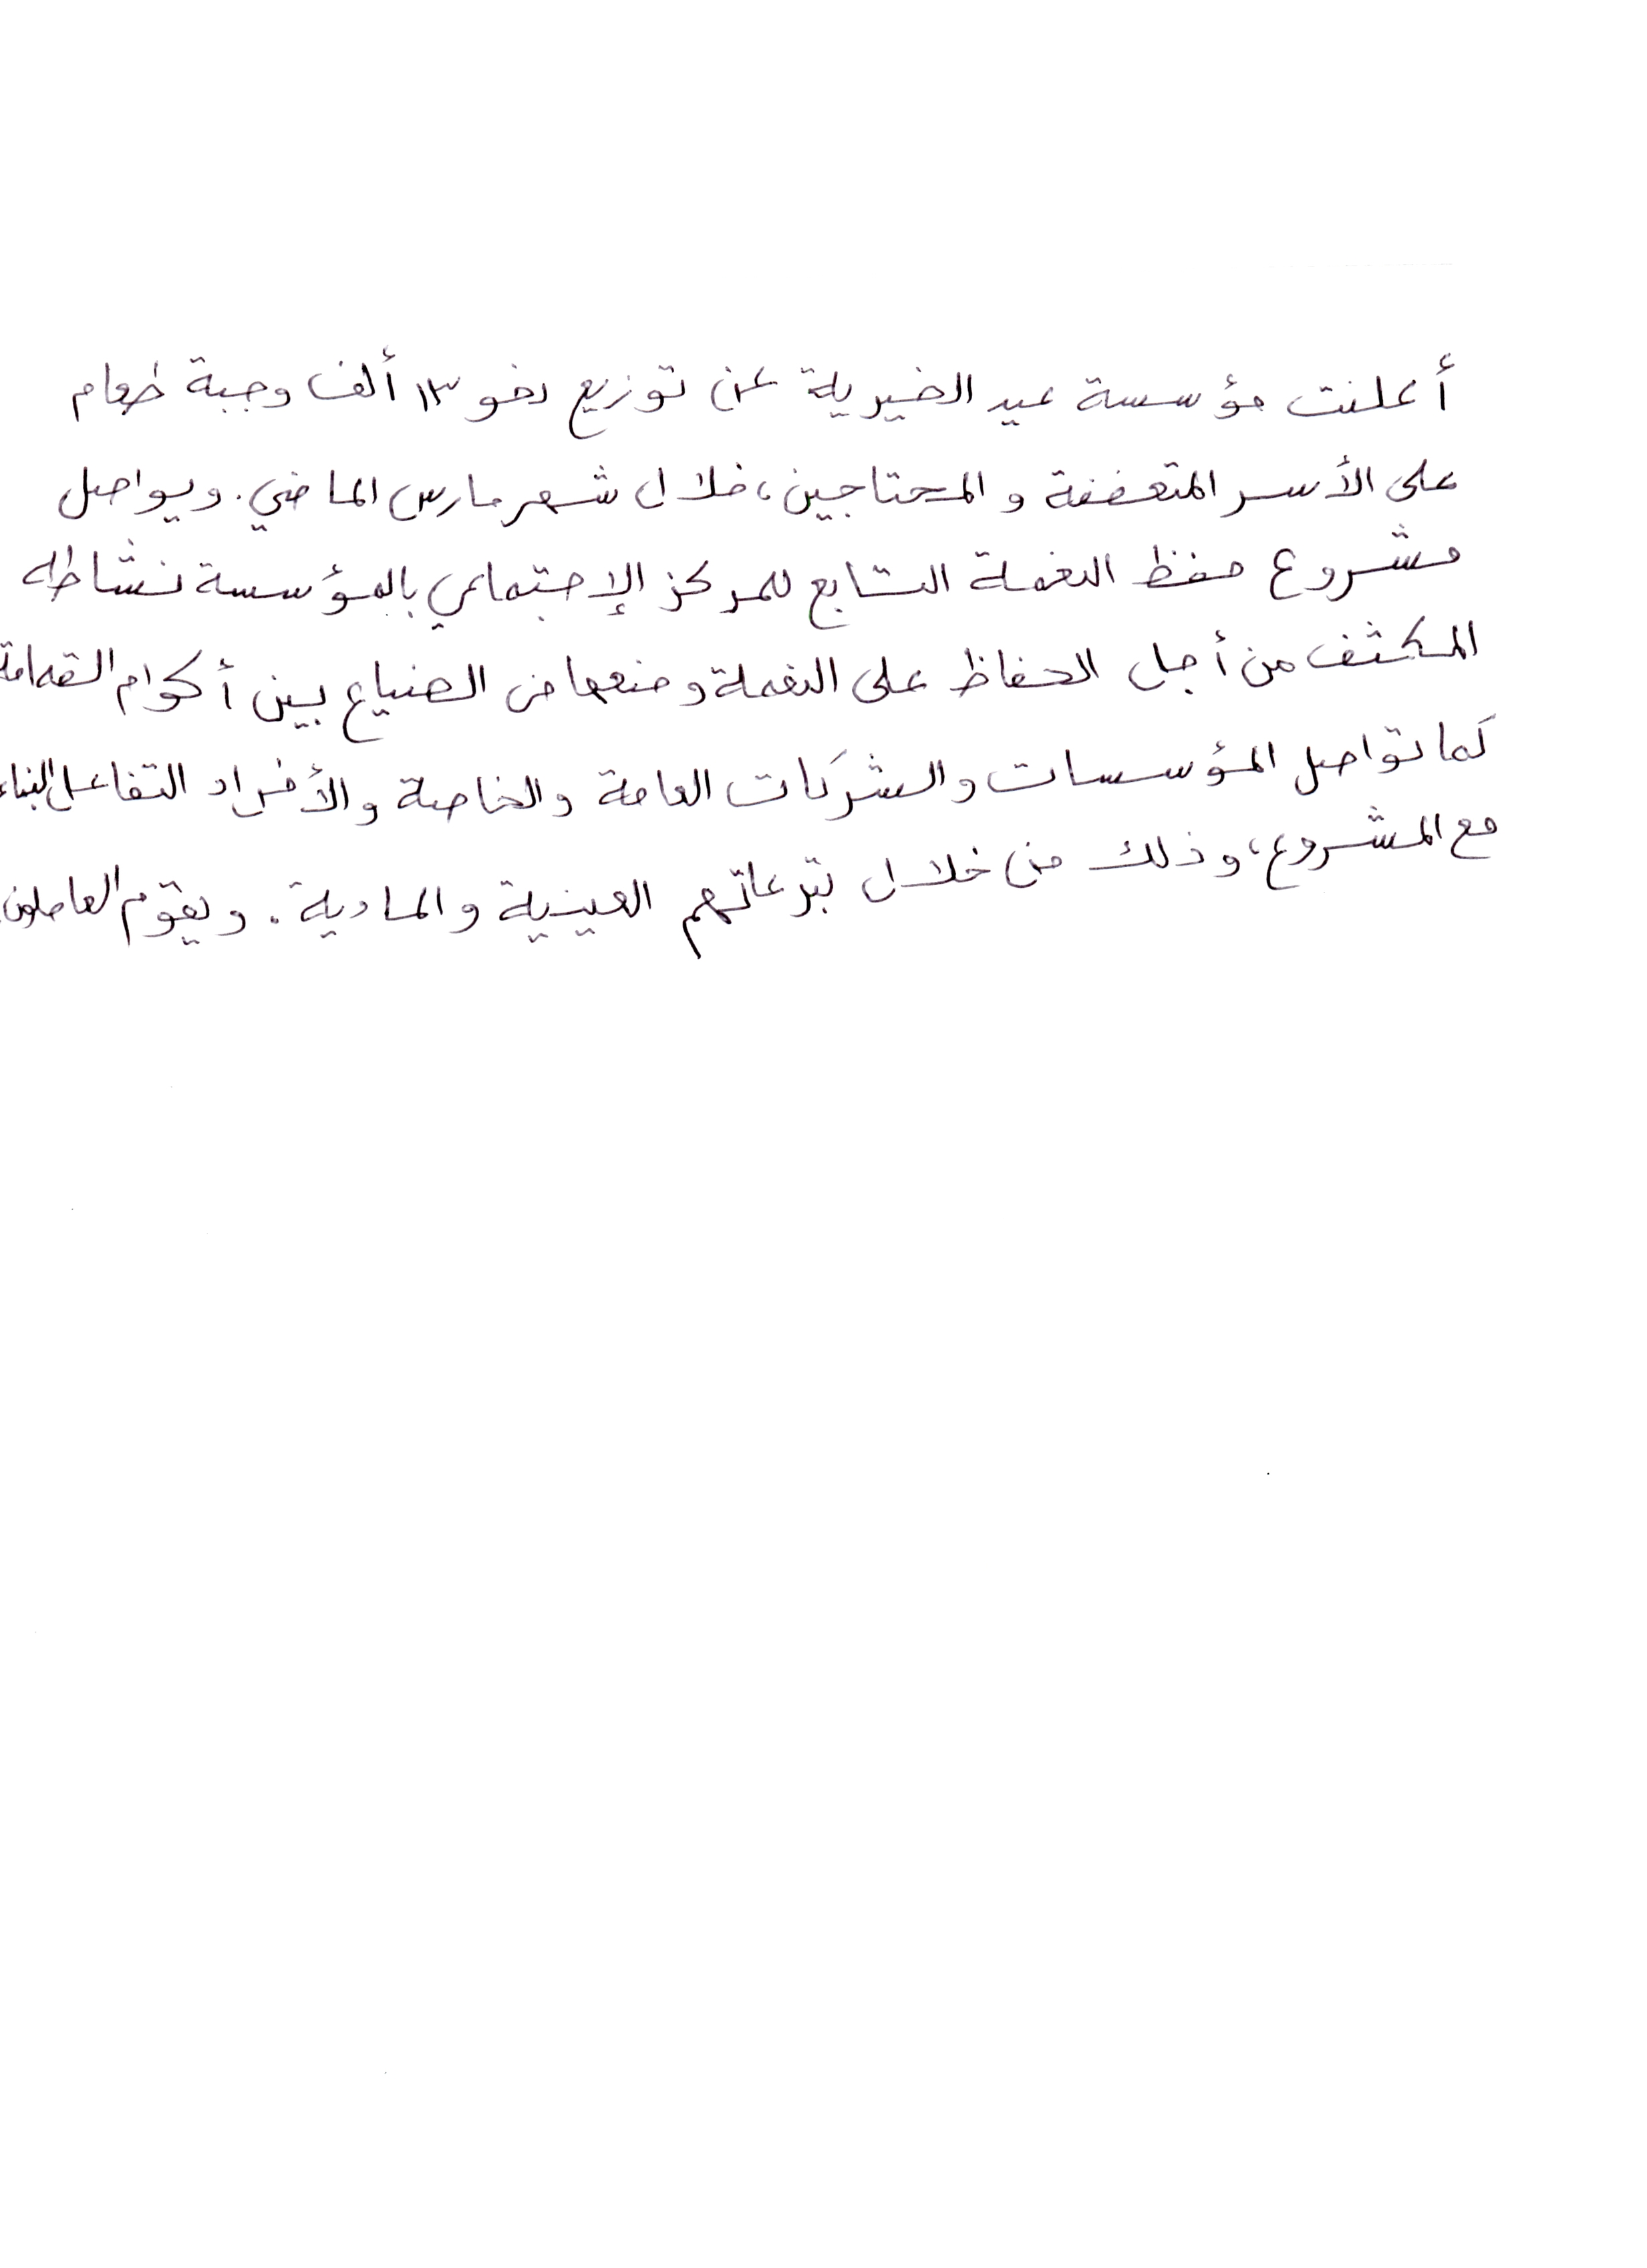 أعلنت مؤسسة عيد الخيرية عن توزيع نحو ١٣ ألف وجبة طعام
على الأسر المتعففة والمحتاجين، خلال شهر مارس الماضي. ويواصل
مشروع حفظ النعمة التابع للمركز الإجتماعي بالمؤسسة نشاطه
المكثف من أجل الحفاظ على النعمة ومنعها من الضياع بين أكوام القمامة
كما تواصل المؤسسات والشركات العامة والخاصة والأفراد التفاعل البناء
مع المشروع، وذلك من خلال تبرعاتهم العينية والمادية. ويقوم العاملون